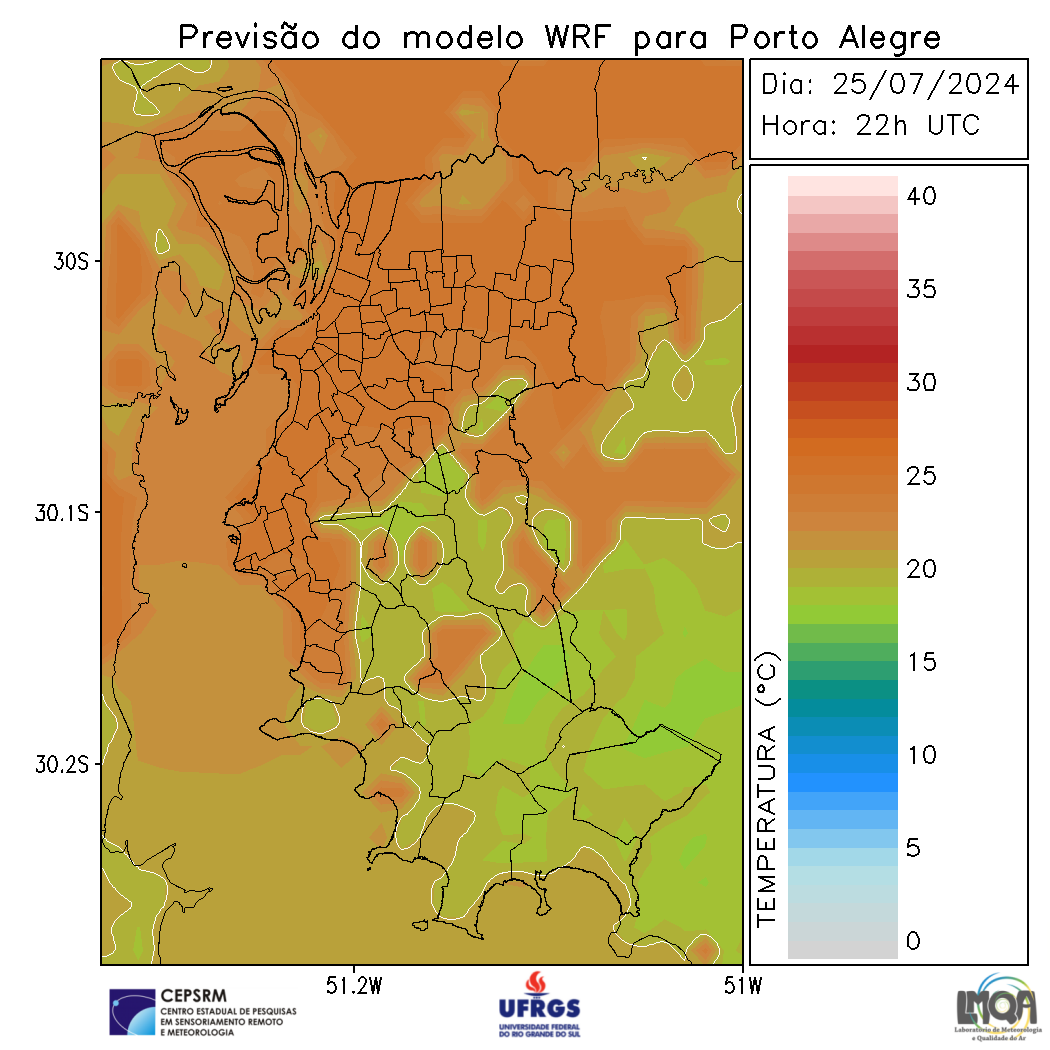 Previsão do modelo WRF para Porto Alegre
Dia: 25/07/2024
Hora: 22h UTC
40
35
30
25
20
15
10
5
0
TEMPERATURA (°C)
30S
30.1S
30.2S
51.2W
51W
CEPSRM
CENTRO ESTADUAL DE PESQUISAS
EM SENSORIAMENTO REMOTO
E METEOROLOGIA
UFRGS
UNIVERSIDADE FEDERAL
DO RIO GRANDE DO SUL
LMQA
Laboratório de Meteorologia
e Qualidade do Ar